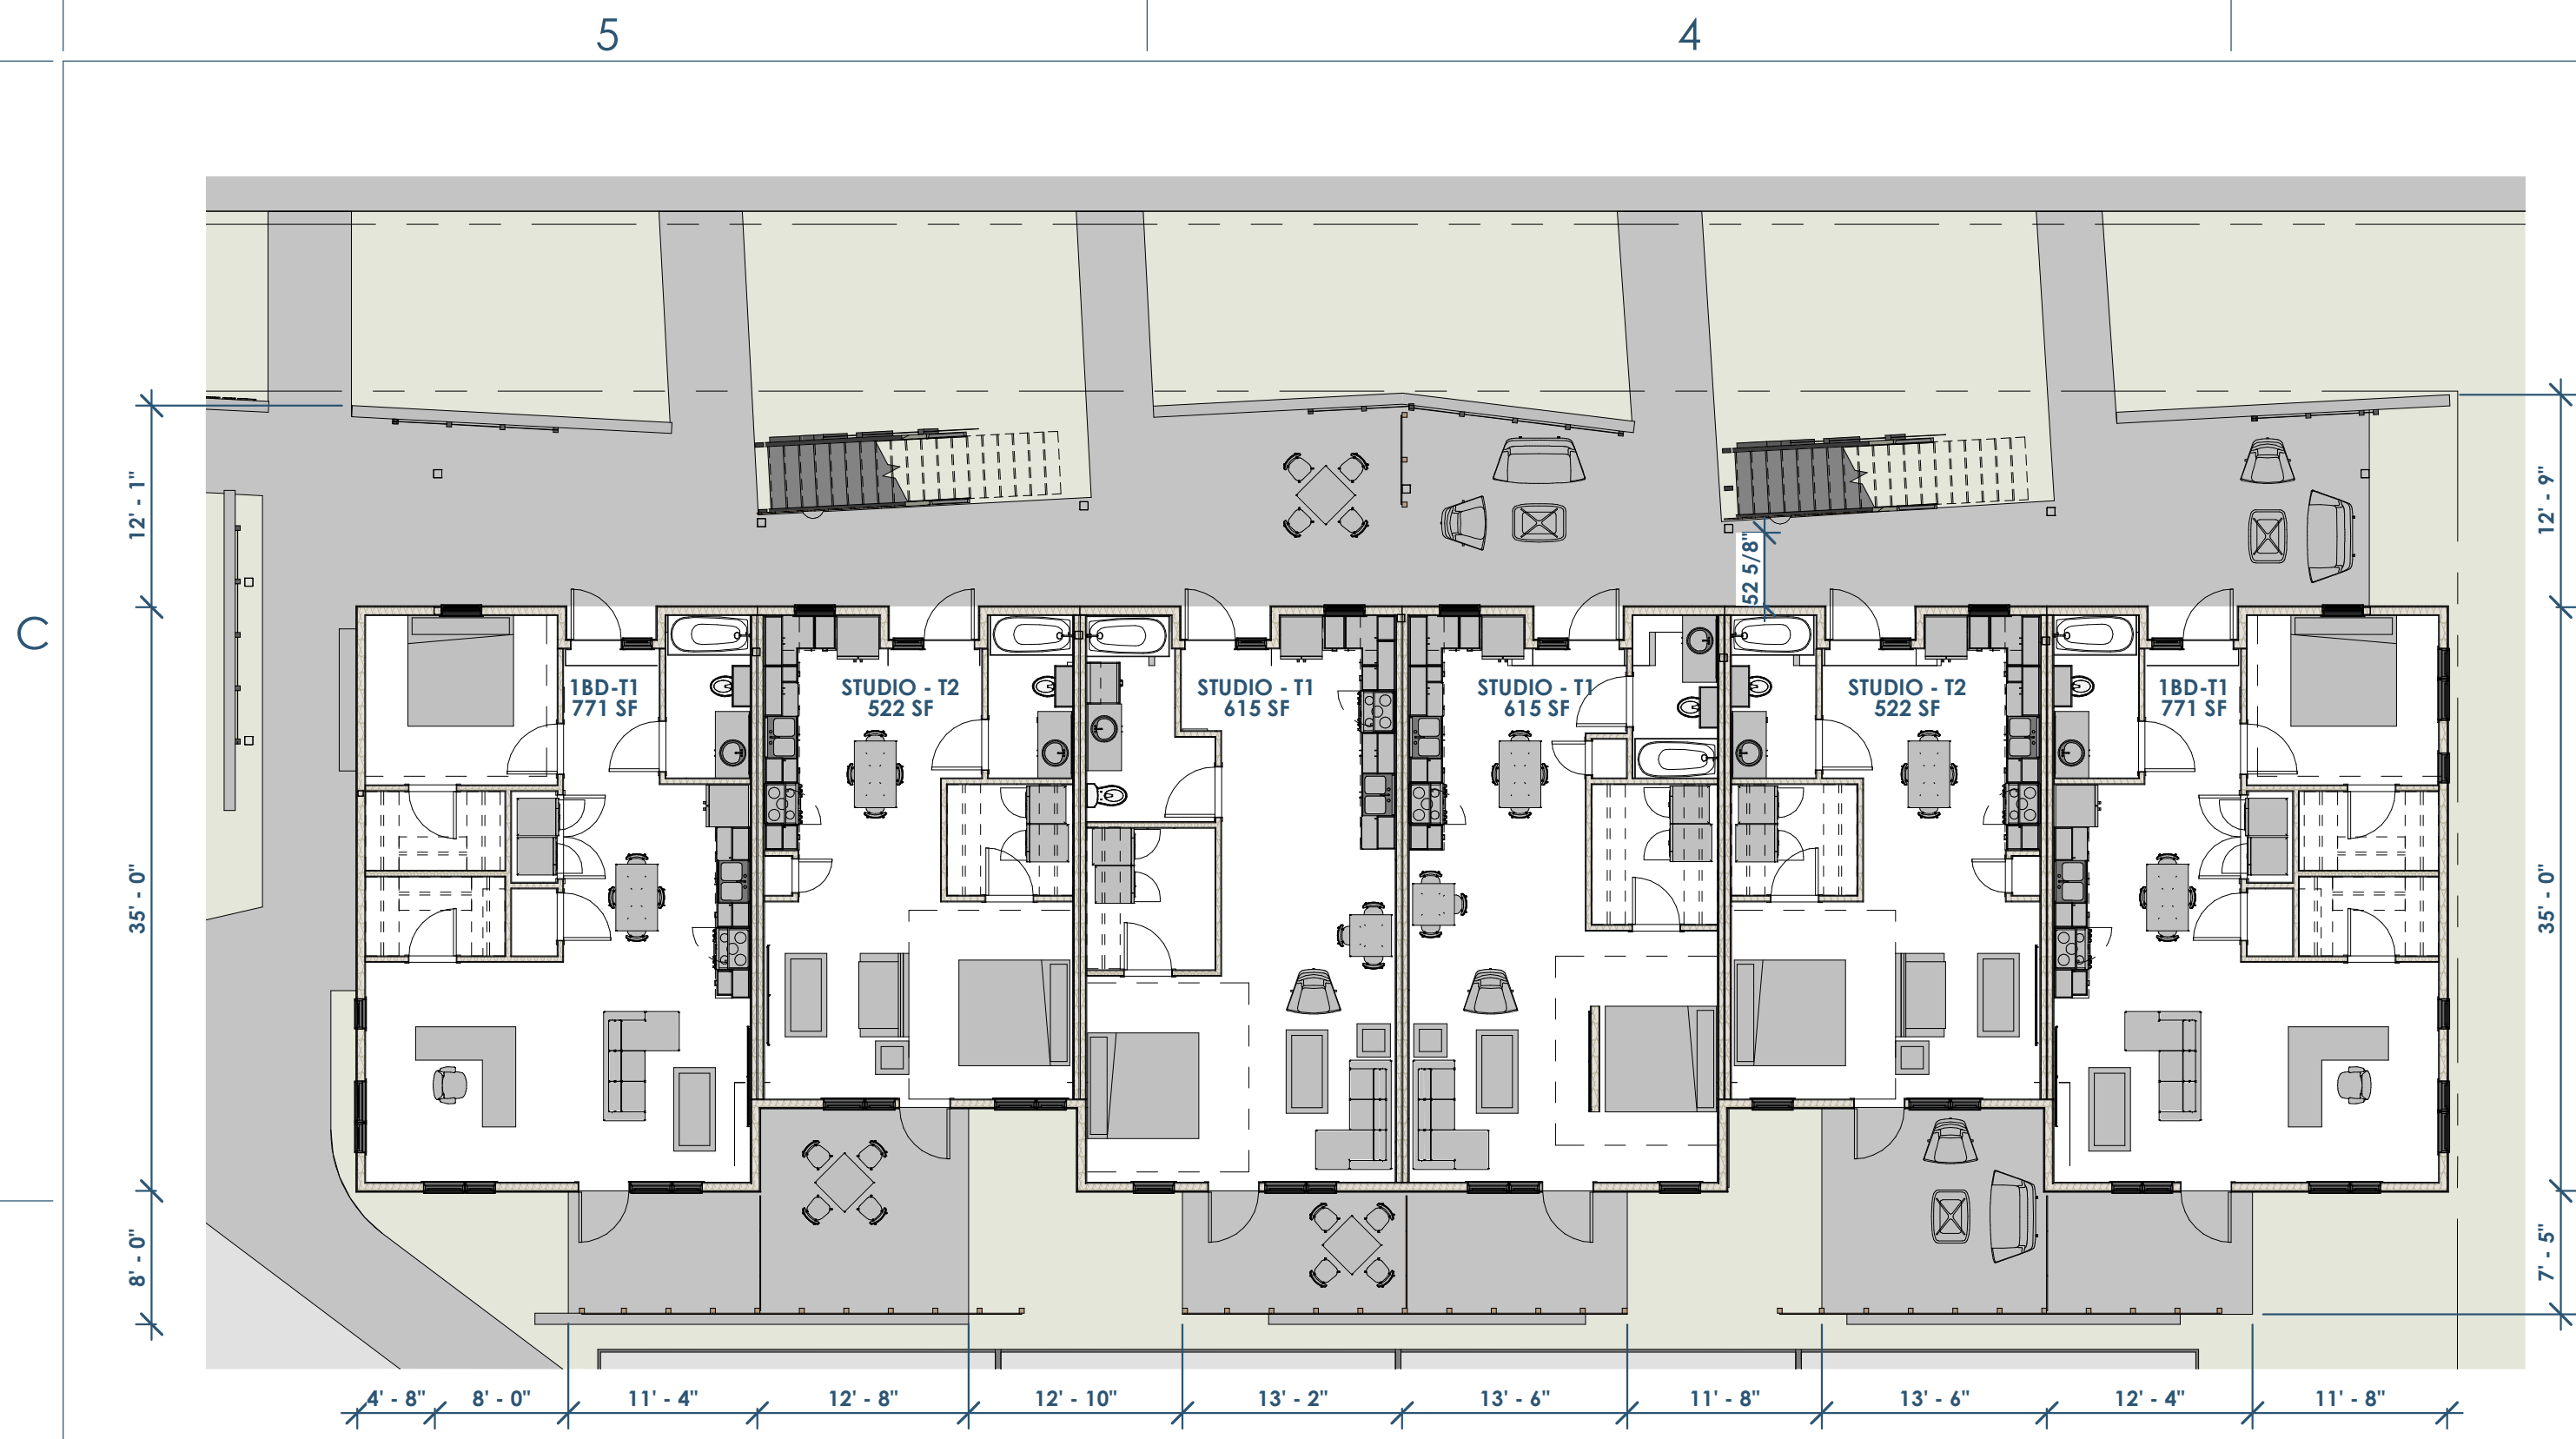 5
4
C
12' - 1"
12' - 9"
52 5/8"
1BD-T1
771 SF
STUDIO - T2
522 SF
STUDIO - T1
615 SF
STUDIO - T1
615 SF
STUDIO - T2
522 SF
1BD-T1
771 SF
35' - 0"
35' - 0"
8' - 0"
7' - 5"
4' - 8"
8' - 0"
11' - 4"
12' - 8"
12' - 10"
13' - 2"
13' - 6"
11' - 8"
13' - 6"
12' - 4"
11' - 8"